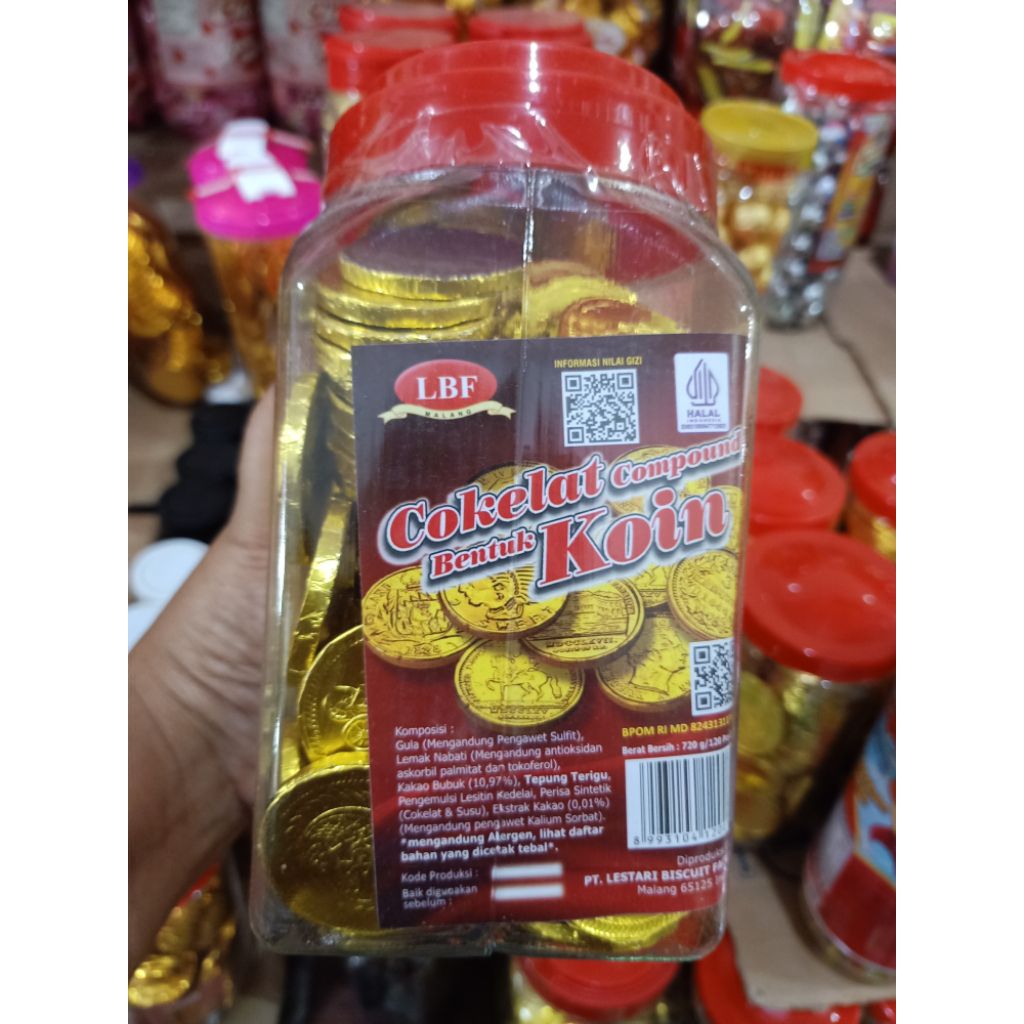 LBF
MALANG
INFORMASI NILAI GIZI
HALAL
INDONESIA
Cokelat Compound
Bentuk Koin
Komposisi :
Gula (Mengandung Pengawet Sulfit),
Lemak Nabati (Mengandung antioksidan
askorbil palmitat dan tokoferol),
Kakao Bubuk (10,97%), Tepung Terigu,
Pengemulsi Lesitin Kedelai, Perisa Sintetik
(Cokelat & Susu), Ekstrak Kakao (0,01%)
(Mengandung pengawet Kalium Sorbat).
*mengandung Alergen, lihat daftar
bahan yang dicetak tebal*.
Kode Produksi :
Baik digunakan
sebelum :
BPOM RI MD
Berat Bersih : 720 g/120
Diproduksi
PT. LESTARI BISCUIT
Malang 65125